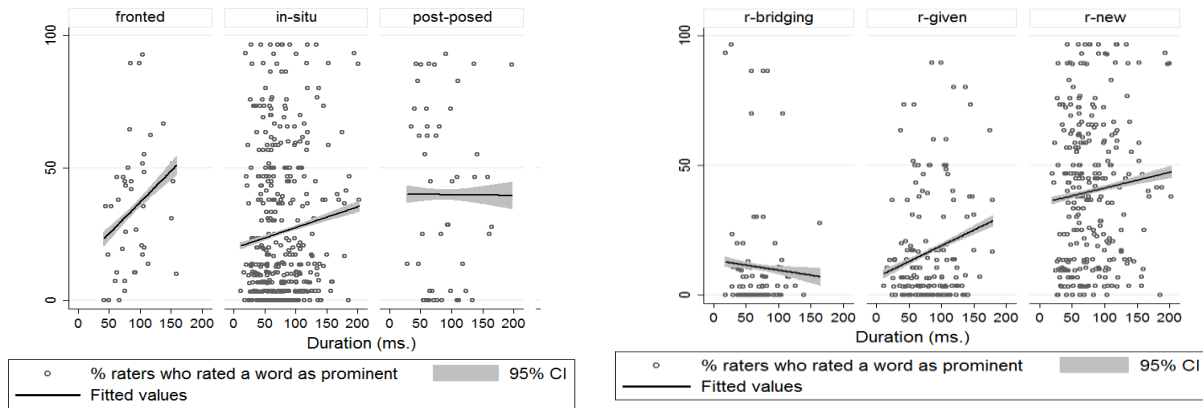 fronted in-situ post-posed
100
50
0
0 50 100 150 200 0 50 100 150 200 0 50 100 150 200
Duration (ms.)
% raters who rated a word as prominent 95% CI
Fitted values
r-bridging r-given r-new
100
50
0
0 50 100 150 200 0 50 100 150 200 0 50 100 150 200
Duration (ms.)
% raters who rated a word as prominent 95% CI
Fitted values